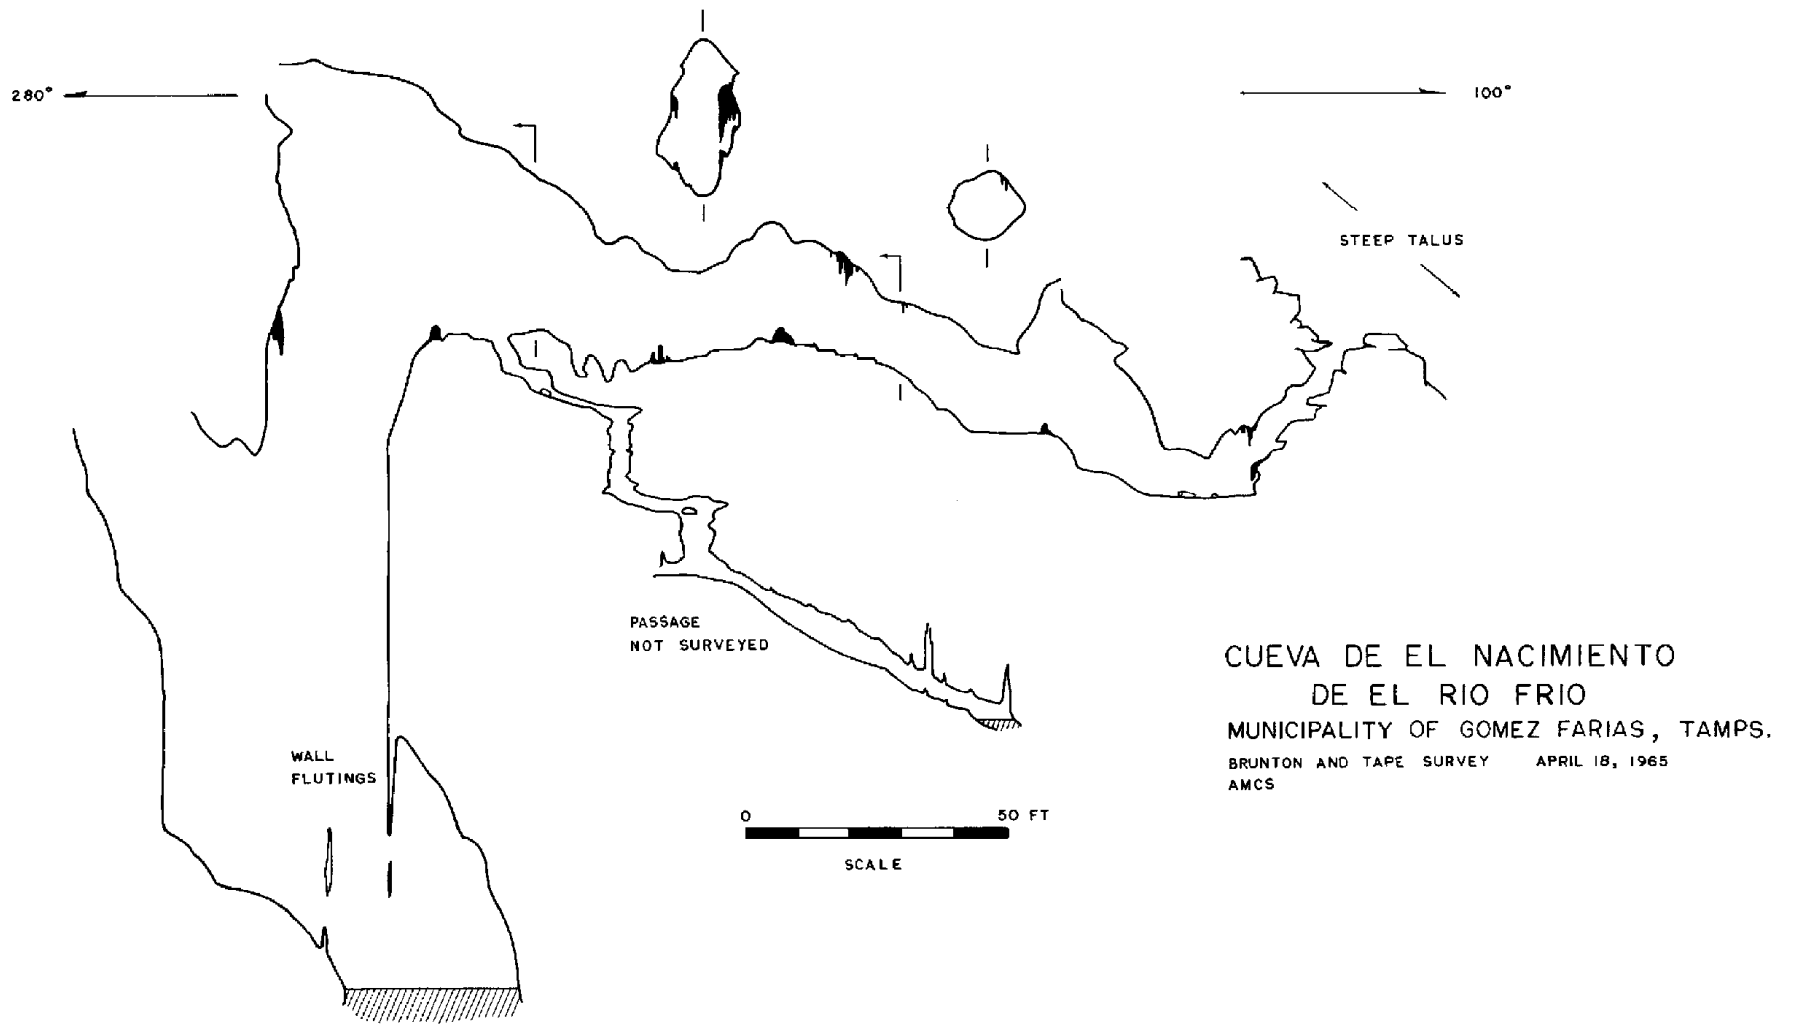 280°
100°
STEEP TALUS
PASSAGE
NOT SURVEYED
WALL
FLUTINGS
0 50 FT
SCALE
CUEVA DE EL NACIMIENTO
DE EL RIO FRIO
MUNICIPALITY OF GOMEZ FARIAS, TAMPS.
BRUNTON AND TAPE SURVEY APRIL 18, 1965
AMCS